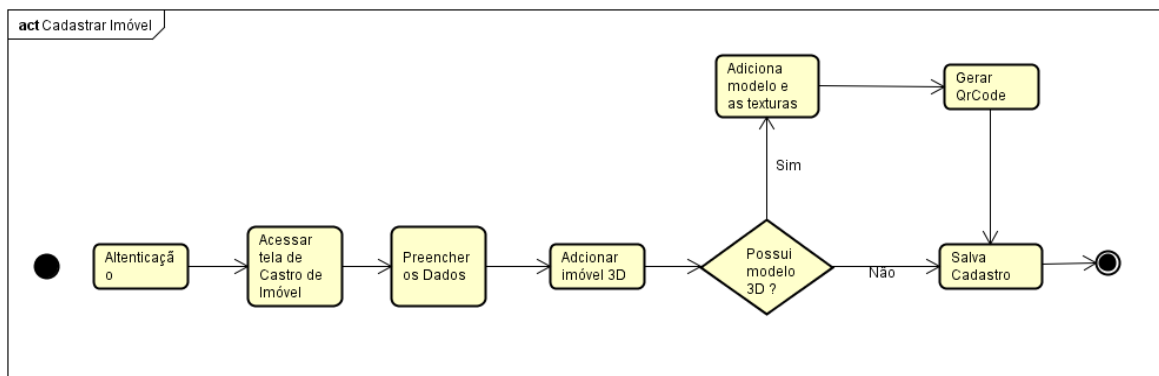 act Cadastrar Imóvel
Adiciona
modelo e
as texturas
Gerar
QrCode
Sim
Altenticaçã
o
Acessar
tela de
Castro de
Imóvel
Preencher
os Dados
Adcionar
imóvel 3D
Possui
modelo
3D ?
Não
Salva
Cadastro